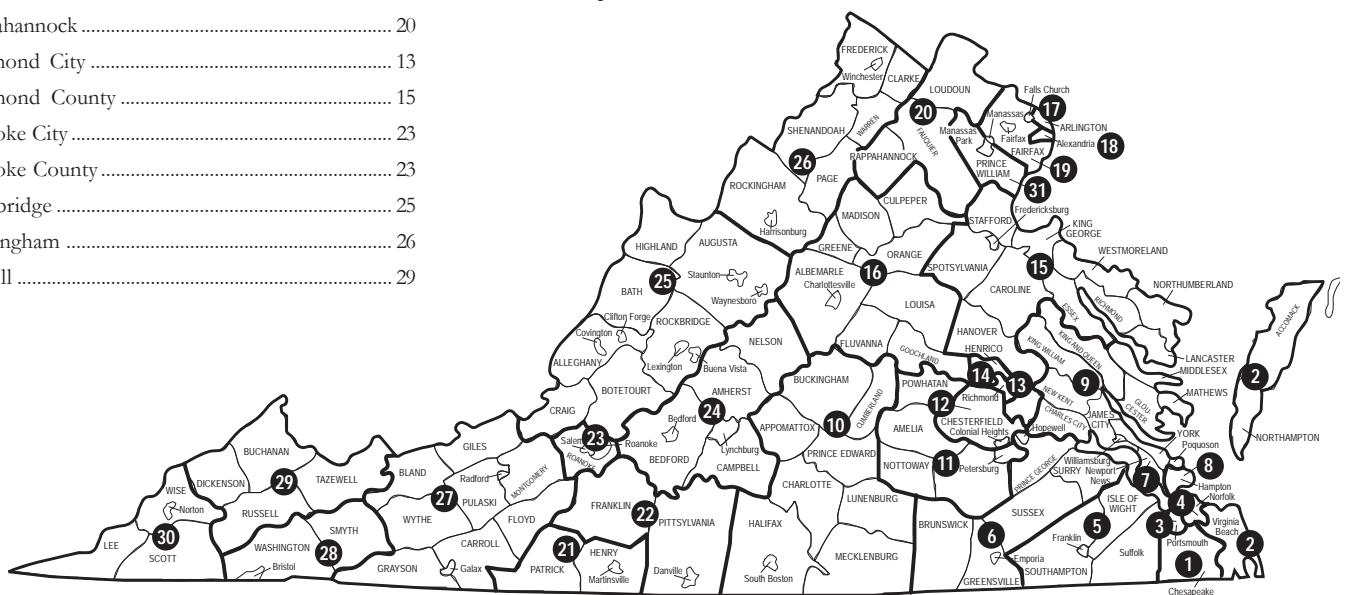 ahannock ........................................................................ 20
mond City ...................................................................... 13
mond County ................................................................ 15
oke City .......................................................................... 23
oke County ..................................................................... 23
bridge .............................................................................. 25
ingham ............................................................................ 26
ll ....................................................................................... 29
FREDERICK
Winchester
CLARKE
LOUDOUN
Falls Church
17
20
Manassas
ARLINGTON
SHENANDOAH
WARREN
FAUQUIER
Manassas
Park
Fairfax
Alexandria
18
FAIRFAX
26
RAPPAHANNOCK
PRINCE
WILLIAM
19
ROCKINGHAM
PAGE
31
CULPEPER
Fredericksburg
MADISON
STAFFORD
Harrisonburg
KING
GEORGE
HIGHLAND
AUGUSTA
GREENE
ORANGE
WESTMORELAND
ALBEMARLE
16
SPOTSYLVANIA
15
Staunton
Charlottesville
BATH
25
CAROLINE
NORTHUMBERLAND
Waynesboro
LOUISA
ESSEX
RICHMOND
ACCOMACK
Clifton Forge
ROCKBRIDGE
Covington
NELSON
FLUVANNA
HANOVER
KING AND QUEEN
GOOCHLAND
HENRICO
KING WILLIAM
LANCASTER
ALLEGHANY
Lexington
Buena Vista
MIDDLESEX
BUCKINGHAM
14
13
9
2
BOTETOURT
AMHERST
POWHATAN
Richmond
NEW KENT
MATHEWS
24
CUMBERLAND
12
CHARLES CITY
GLOU-
CESTER
CRAIG
Bedford
APPOMATTOX
10
CHESTERFIELD
JAMES
CITY
AMELIA
Colonial Heights
Hopewell
GILES
Salem
23
Roanoke
Lynchburg
YORK
NORTHAMPTON
BUCHANAN
ROANOKE
BEDFORD
PRINCE EDWARD
Poquoson
CAMPBELL
NOTTOWAY
11
Petersburg
PRINCE GEORGE
Williamsburg
8
BLAND
Radford
MONTGOMERY
SURRY
Newport
News
7
DICKENSON
29
TAZEWELL
CHARLOTTE
Hampton
WISE
27
PULASKI
LUNENBURG
ISLE OF
WIGHT
4
Norfolk
Norton
RUSSELL
WYTHE
FLOYD
FRANKLIN
22
PITTSYLVANIA
HALIFAX
BRUNSWICK
SUSSEX
5
3
Virginia
Beach
SMYTH
6
Franklin
30
WASHINGTON
28
CARROLL
21
HENRY
Portsmouth
2
LEE
SCOTT
MECKLENBURG
Emporia
Suffolk
1
Bristol
GRAYSON
Galax
PATRICK
Martinsville
Danville
South Boston
GREENSVILLE
SOUTHAMPTON
Chesapeake